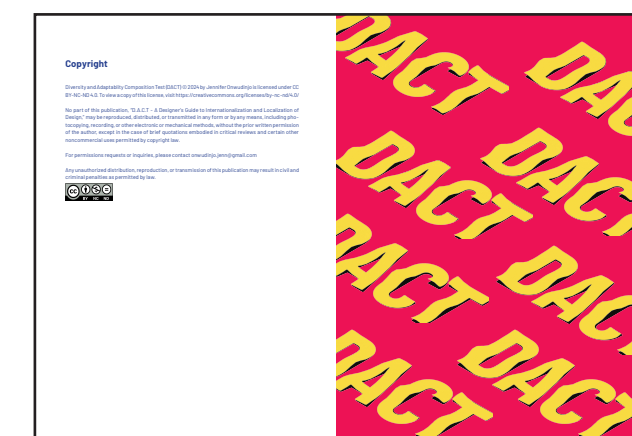 Copyright
Diversity and Adaptabilty Composition Test (DACT) © 2024 by Jennifer Onwudinjo is licensed under CC
BY-NC-ND 4.0. To view a copy of this license, visit https://creativecommons.org/licenses/by-nc-nd/4.0/
No part of this publication, "D.A.C.T - A Designer's Guide to Internationalization and Localization of
Design," may be reproduced, distributed, or transmitted in any form or by any means, including pho-
tocopying, recording, or other electronic or mechanical methods, without the prior written permission
of the author, except in the case of brief quotations embodied in critical reviews and certain other
noncommercial uses permitted by copyright law.
For permissions requests or inquiries, please contact onwudinjo.jenn@gmail.com
Any unauthorized distribution, reproduction, or transmission of this publication may result in civil and
criminal penalties as permitted by law.
cc
BY NC ND
DACT
DACT
DACT
DACT
DACT
DACT
DACT
DACT